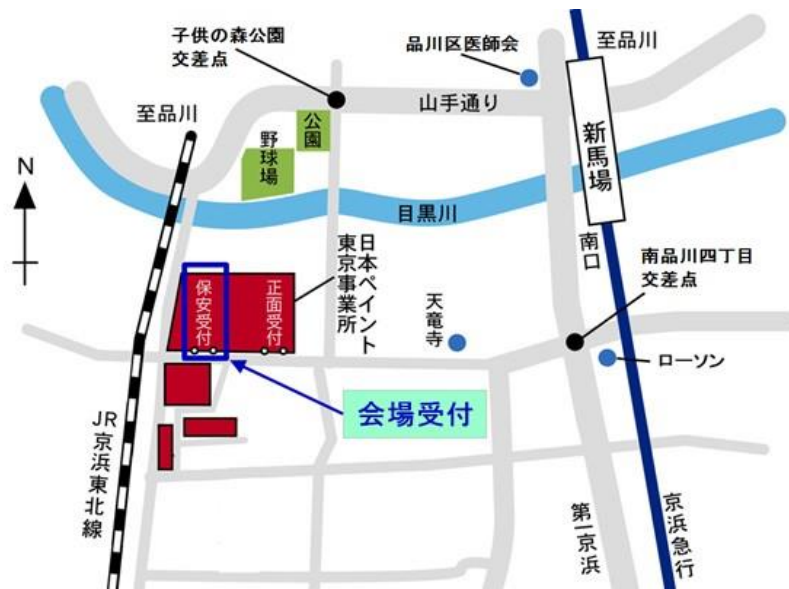 子供の森公園
交差点
品川区医師会
至品川
至品川
山手通り
公園
野球場
新馬場
N
目黒川
南口
日本ペイント
東京事業所
保安受付
正面受付
南品川四丁目
交差点
天竜寺
ローソン
会場受付
JR京浜東北線
第一京浜
京浜急行